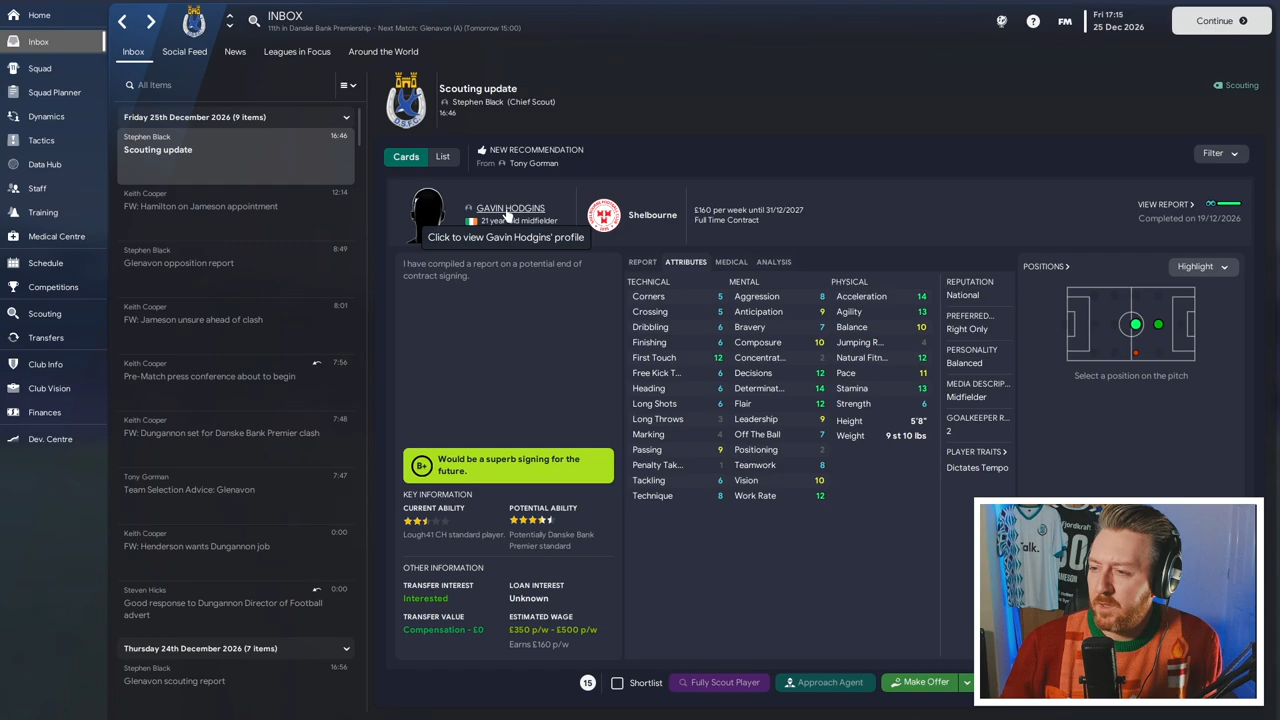 Home
Inbox
Squad
Squad Planner
Dynamics
Tactics
Data Hub
Staff
Training
Medical Centre
Schedule
Competitions
Scouting
Transfers
Club Info
Club Vision
Finances
Dev. Centre
INBOX
11th in Danske Bank Premiership - Next Match: Glenavon (A) (Tomorrow 15:00)
FM
Fri 17:15
25 Dec 2026
Continue
Inbox
Social Feed
News
Leagues in Focus
Around the World
All Items
Friday 25th December 2026 (9 items)
Stephen Black 16:46
Scouting update
Keith Cooper 12:14
FW: Hamilton on Jameson appointment
Stephen Black 8:49
Glenavon opposition report
Keith Cooper 8:01
FW: Jameson unsure ahead of clash
Keith Cooper 7:56
Pre-Match press conference about to begin
Keith Cooper 7:48
FW: Dungannon set for Danske Bank Premier clash
Tony Gorman 7:47
Team Selection Advice: Glenavon
Keith Cooper 0:00
FW: Henderson wants Dungannon job
Steven Hicks 0:00
Good response to Dungannon Director of Football
advert
Thursday 24th December 2026 (7 items)
Stephen Black 16:56
Glenavon scouting report
D.S.F.C
Scouting update
Stephen Black (Chief Scout)
16:46
Scouting
Cards
List
NEW RECOMMENDATION
From Tony Gorman
Filter
GAVIN HODGINS
21 year old midfielder
Click to view Gavin Hodgins' profile
Shelbourne
£160 per week until 31/12/2027
Full Time Contract
VIEW REPORT >
Completed on 19/12/2026
I have compiled a report on a potential end of
contract signing.
B+
Would be a superb signing for the
future.
KEY INFORMATION
CURRENT ABILITY
Lough41 CH standard player.
POTENTIAL ABILITY
Potentially Danske Bank
Premier standard
OTHER INFORMATION
TRANSFER INTEREST
Interested
LOAN INTEREST
Unknown
TRANSFER VALUE
Compensation - £0
ESTIMATED WAGE
£350 p/w - £500 p/w
Earns £160 p/w
REPORT
ATTRIBUTES
MEDICAL
ANALYSIS
TECHNICAL
Corners 5
Crossing 5
Dribbling 6
Finishing 6
First Touch 12
Free Kick T... 6
Heading 6
Long Shots 6
Long Throws 3
Marking 4
Passing 9
Penalty Tak... 1
Tackling 6
Technique 8
MENTAL
Aggression 8
Anticipation 9
Bravery 7
Composure 10
Concentrat... 2
Decisions 12
Determinat... 14
Flair 12
Leadership 9
Off The Ball 7
Positioning 2
Teamwork 8
Vision 10
Work Rate 12
PHYSICAL
Acceleration 14
Agility 13
Balance 10
Jumping R... 4
Natural Fitn... 12
Pace 11
Stamina 13
Strength 6
Height 5'8"
Weight 9 st 10 lbs
REPUTATION
National
PREFERRED...
Right Only
PERSONALITY
Balanced
MEDIA DESCRIP...
Midfielder
GOALKEEPER R...
2
PLAYER TRAITS >
Dictates Tempo
POSITIONS >
Highlight
Select a position on the pitch
15
Shortlist
Fully Scout Player
Approach Agent
Make Offer
Talk.
Fjordkraft